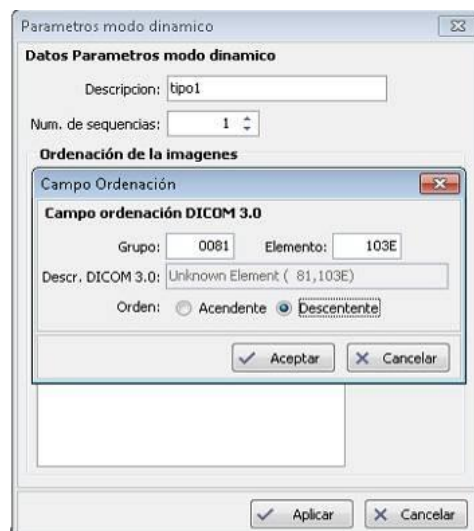 Parametros modo dinamico
Datos Parametros modo dinamico
Descripcion: tipo1
Num. de sequencias: 1
Ordenación de la imagenes
Campo Ordenación
Campo ordenación DICOM 3.0
Grupo: 0081 Elemento: 103E
Descr. DICOM 3.0: Unknown Element ( 81,103E)
Orden: Acendente Descentente
Aceptar Cancelar
Aplicar Cancelar